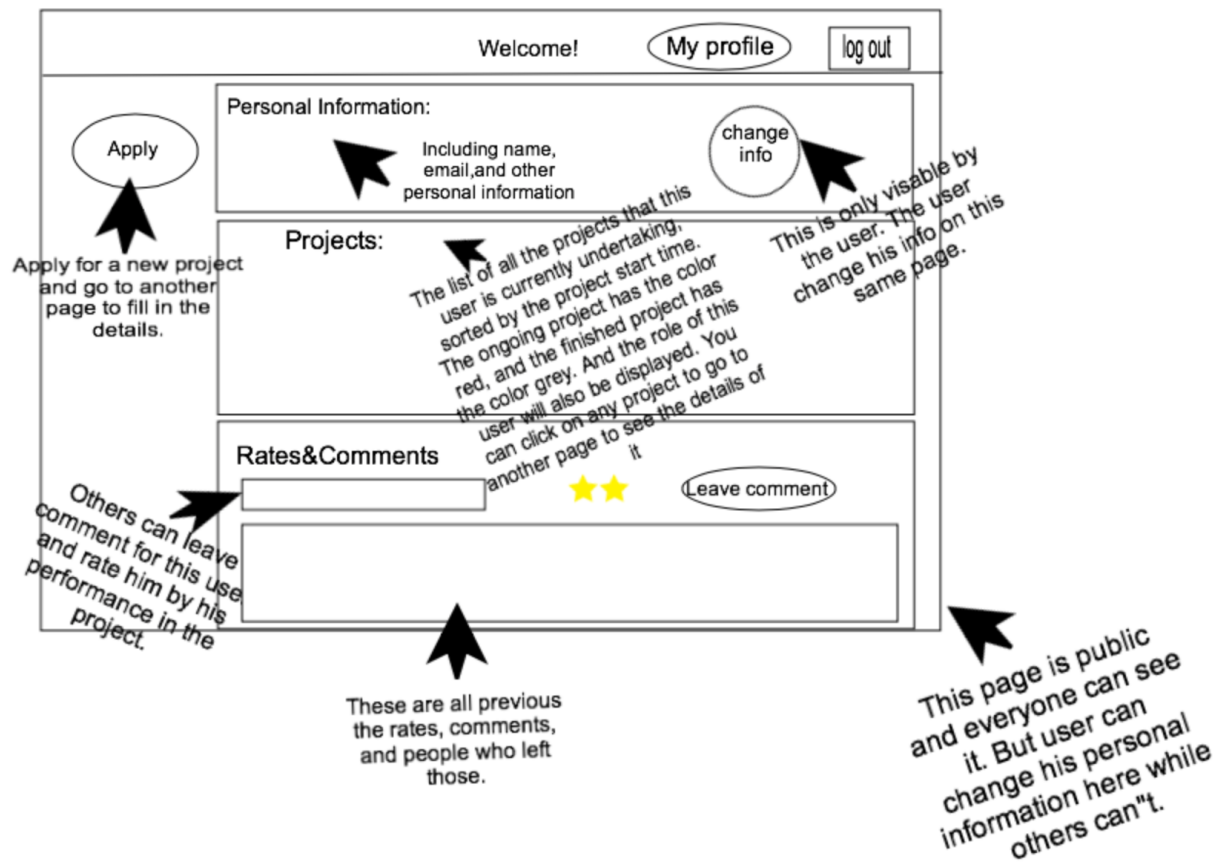 Welcome!
My profile
log out
Personal Information:
Including name,
email,and other
personal information
change
info
This is only visable by
the user. The user
change his info on this
same page.
Apply
Apply for a new project
and go to another
page to fill in the
details.
Projects:
The list of all the projects that this
user is currently undertaking,
sorted by the project start time.
The ongoing project has the color
red, and the finished project has
the color grey. And the role of this
user will also be displayed. You
can click on any project to go to
another page to see the details of
it
Rates&Comments
Leave comment
Others can leave
comment for this use
and rate him by his
performance in the
project.
These are all previous
the rates, comments,
and people who left
those.
This page is public
and everyone can see
it. But user can
change his personal
information here while
others can"t.